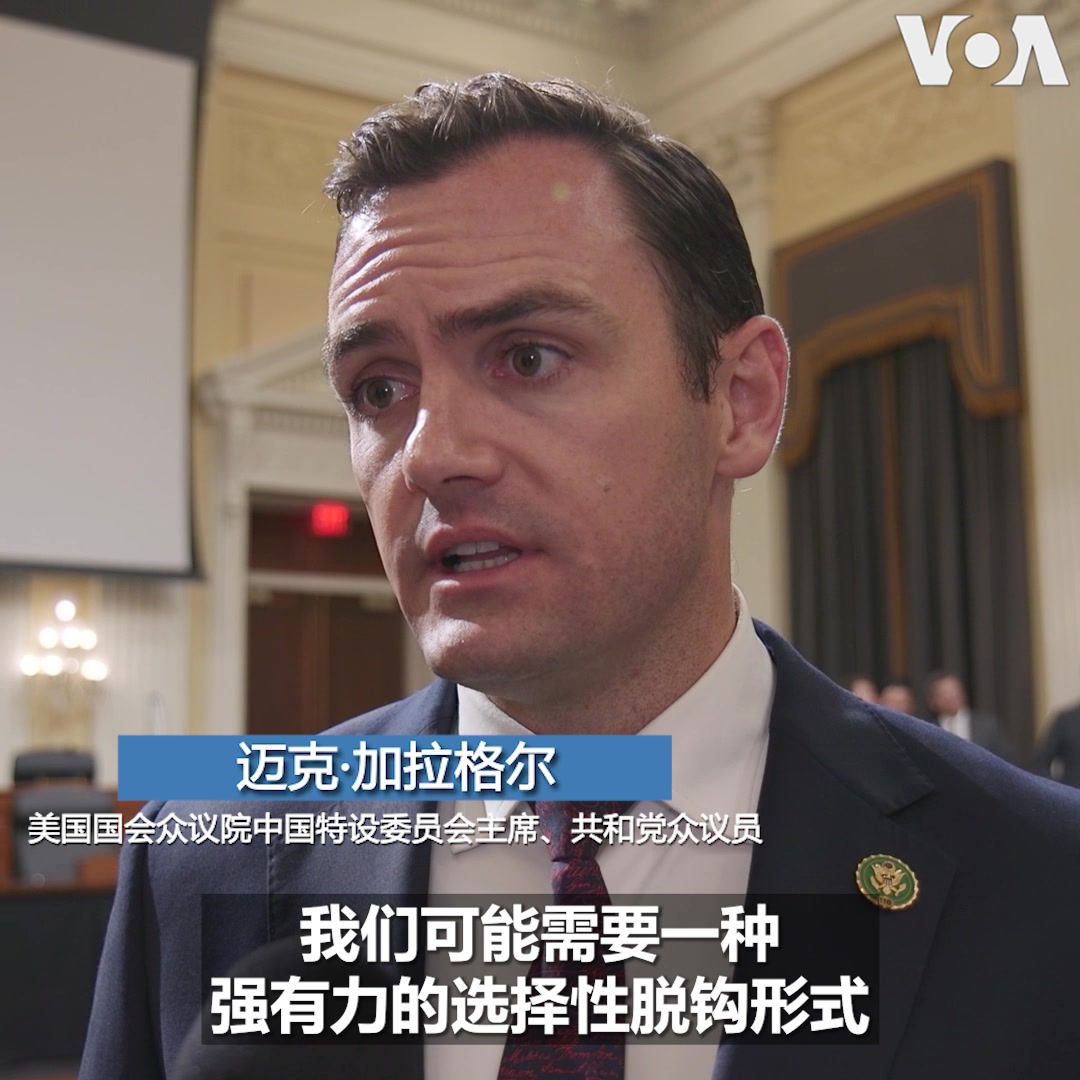 VOA
迈克·加拉格尔
美国国会众议院中国特设委员会主席、共和党众议员
我们可能需要一种
强有力的选择性脱钩形式